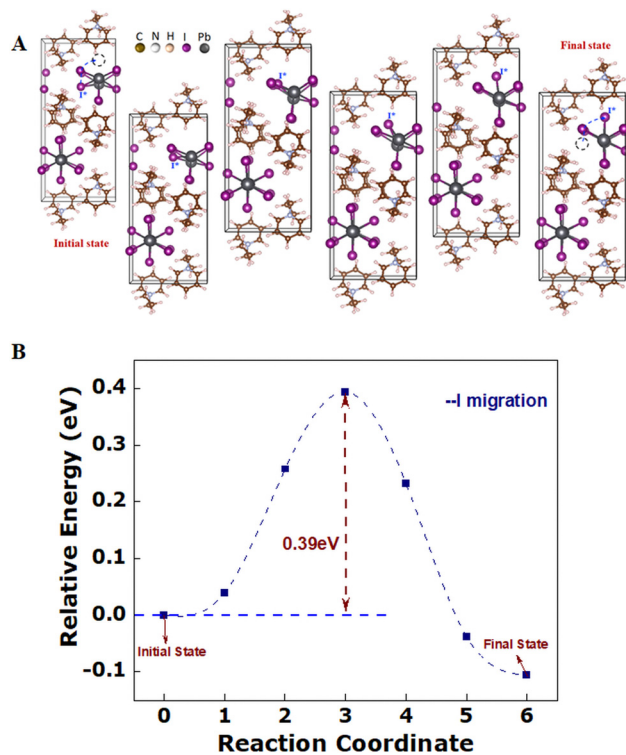 A
C N H I Pb
Final state
I*
I*
I*
I*
I*
I*
Initial state
B
0.4
0.3
0.2
0.1
0.0
-0.1
Relative Energy (eV)
--I migration
0.39eV
Initial State
Final State
0 1 2 3 4 5 6
Reaction Coordinate